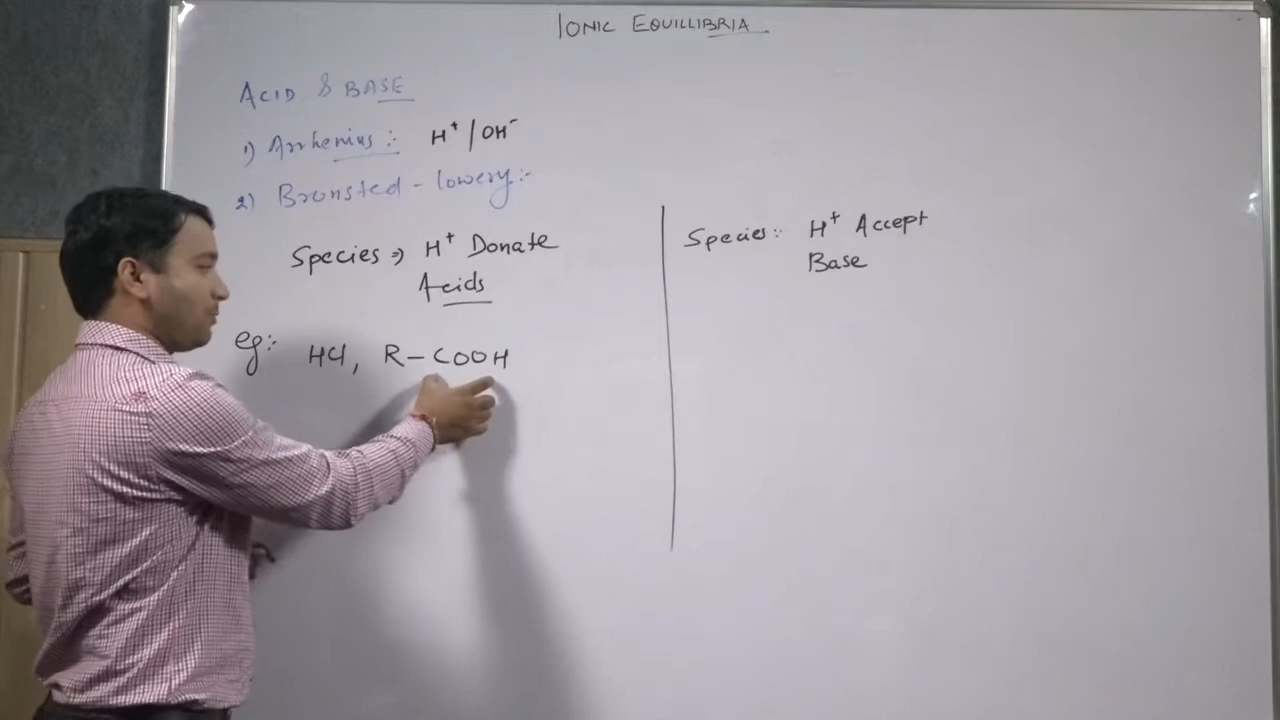 IONIC EQUILLIBRIA
ACID & BASE
1) Arrhenius :- H⁺ / OH⁻
2) Bronsted - lowery :-
Species ⇒ H⁺ Donate
Acids
eg :- HCl, R - COOH
Species :- H⁺ Accept
Base